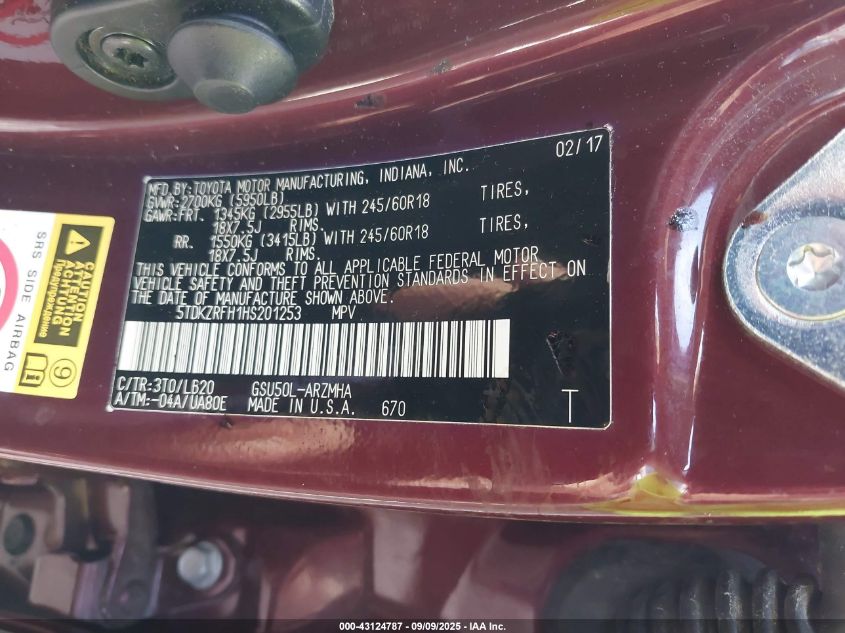 MFD.BY:TOYOTA MOTOR MANUFACTURING, INDIANA, INC. 02/17
GVWR:2700KG (5950LB)
GAWR:FRT. 1345KG (2955LB) WITH 245/60R18 TIRES,
18X7.5J RIMS.
RR. 1550KG (3415LB) WITH 245/60R18 TIRES,
18X7.5J RIMS.
THIS VEHICLE CONFORMS TO ALL APPLICABLE FEDERAL MOTOR
VEHICLE SAFETY AND THEFT PREVENTION STANDARDS IN EFFECT ON
THE DATE OF MANUFACTURE SHOWN ABOVE.
5TDKZRFH1HS201253 MPV
C/TR:3T0/LB20 GSU50L-ARZMHA
A/TM:-04A/UA80E MADE IN U.S.A. 670
T
CAUTION
ATTENTION
ACHTUNG
Предупреждение
SRS SIDE AIRBAG
9
000-43124787 - 09/09/2025 - IAA Inc.